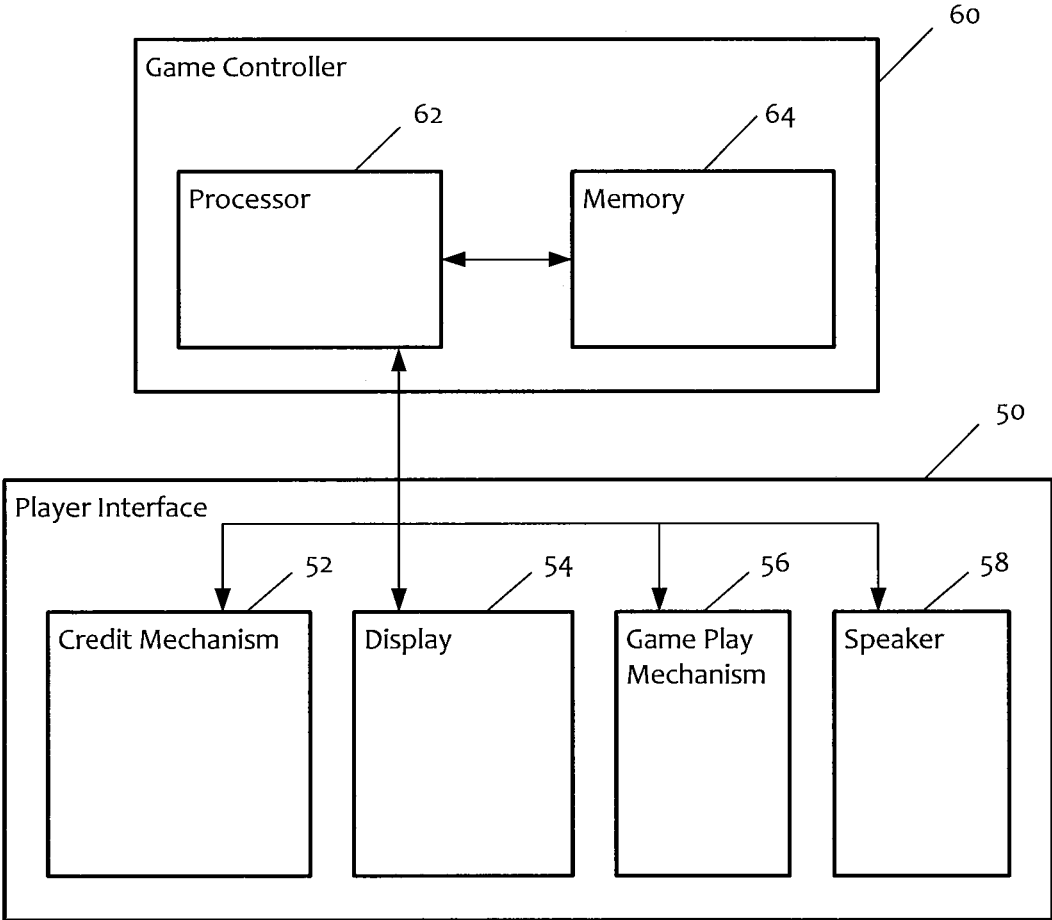 60
Game Controller
62
64
Processor
Memory
50
Player Interface
52
54
56
58
Credit Mechanism
Display
Game Play
Mechanism
Speaker